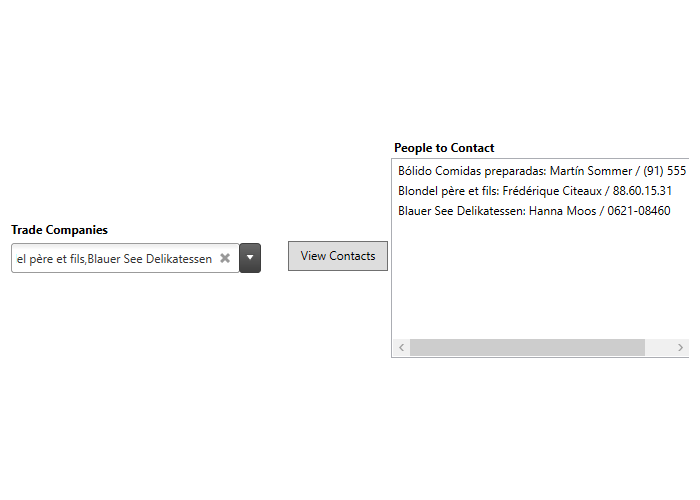 People to Contact
Bólido Comidas preparadas: Martín Sommer / (91) 555
Blondel père et fils: Frédérique Citeaux / 88.60.15.31
Blauer See Delikatessen: Hanna Moos / 0621-08460
Trade Companies
el père et fils,Blauer See Delikatessen
View Contacts